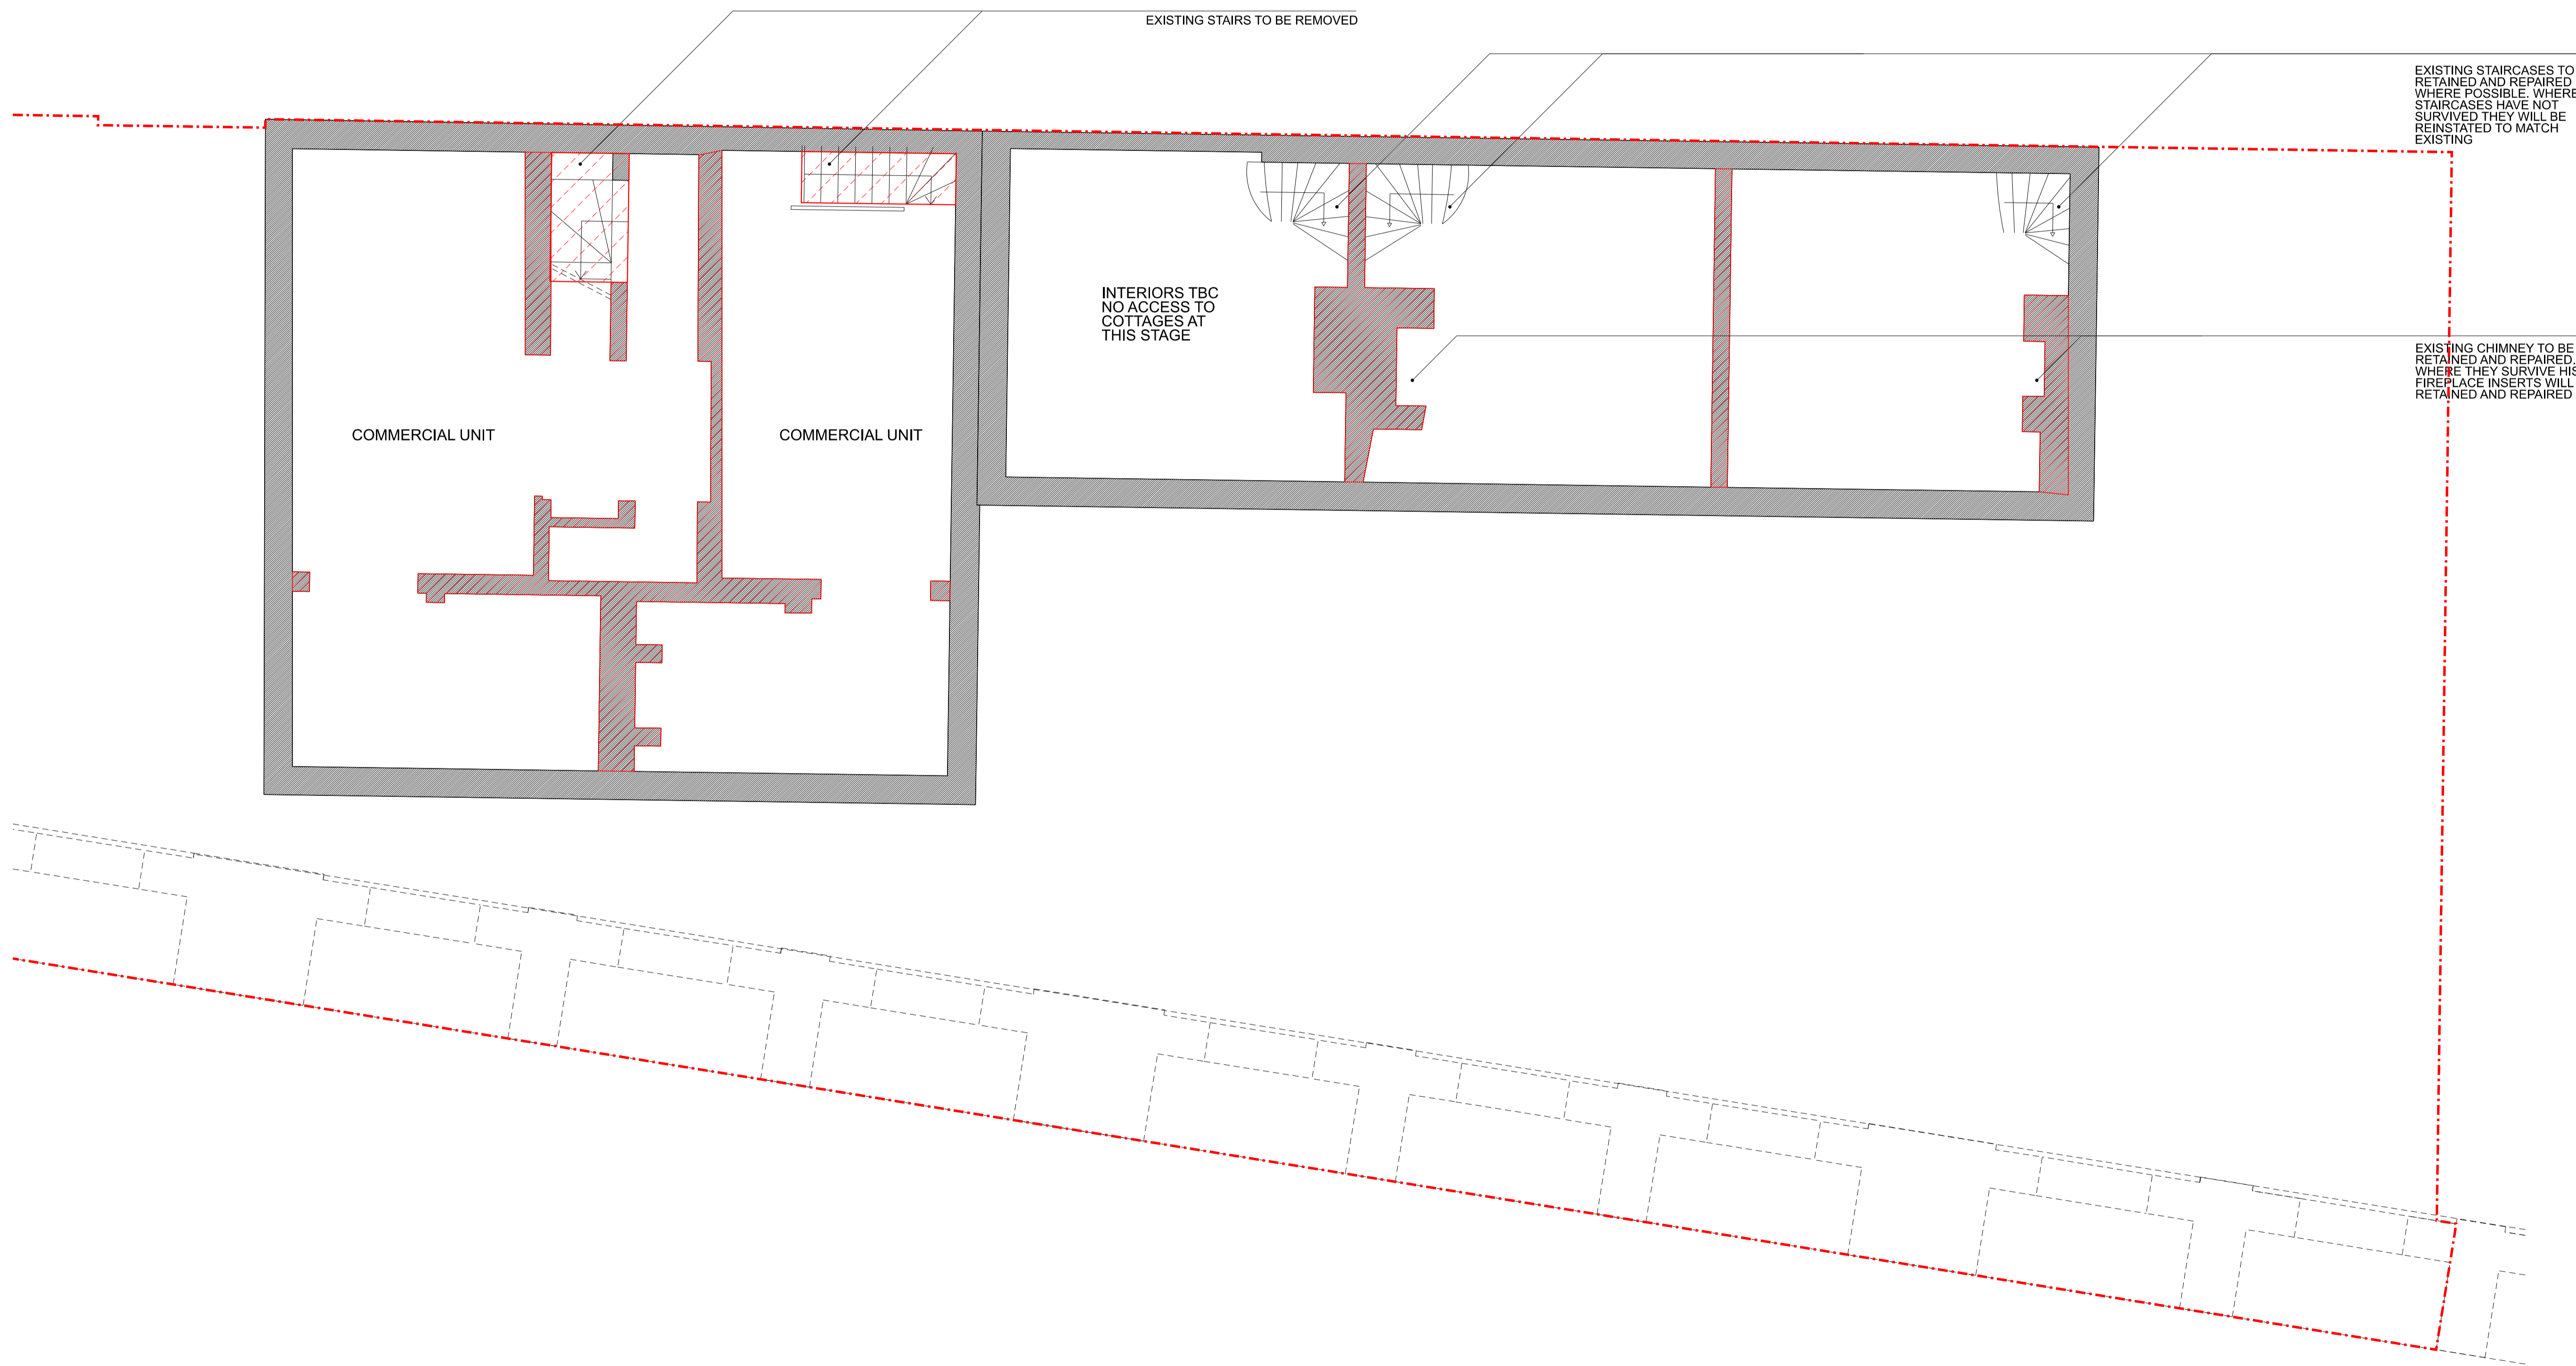 EXISTING STAIRS TO BE REMOVED
EXISTING STAIRCASES TO
RETAINED AND REPAIRED
WHERE POSSIBLE. WHERE
STAIRCASES HAVE NOT
SURVIVED THEY WILL BE
REINSTATED TO MATCH
EXISTING
INTERIORS TBC
NO ACCESS TO
COTTAGES AT
THIS STAGE
EXISTING CHIMNEY TO BE
RETAINED AND REPAIRED.
WHERE THEY SURVIVE HIS
FIREPLACE INSERTS WILL
RETAINED AND REPAIRED
COMMERCIAL UNIT
COMMERCIAL UNIT